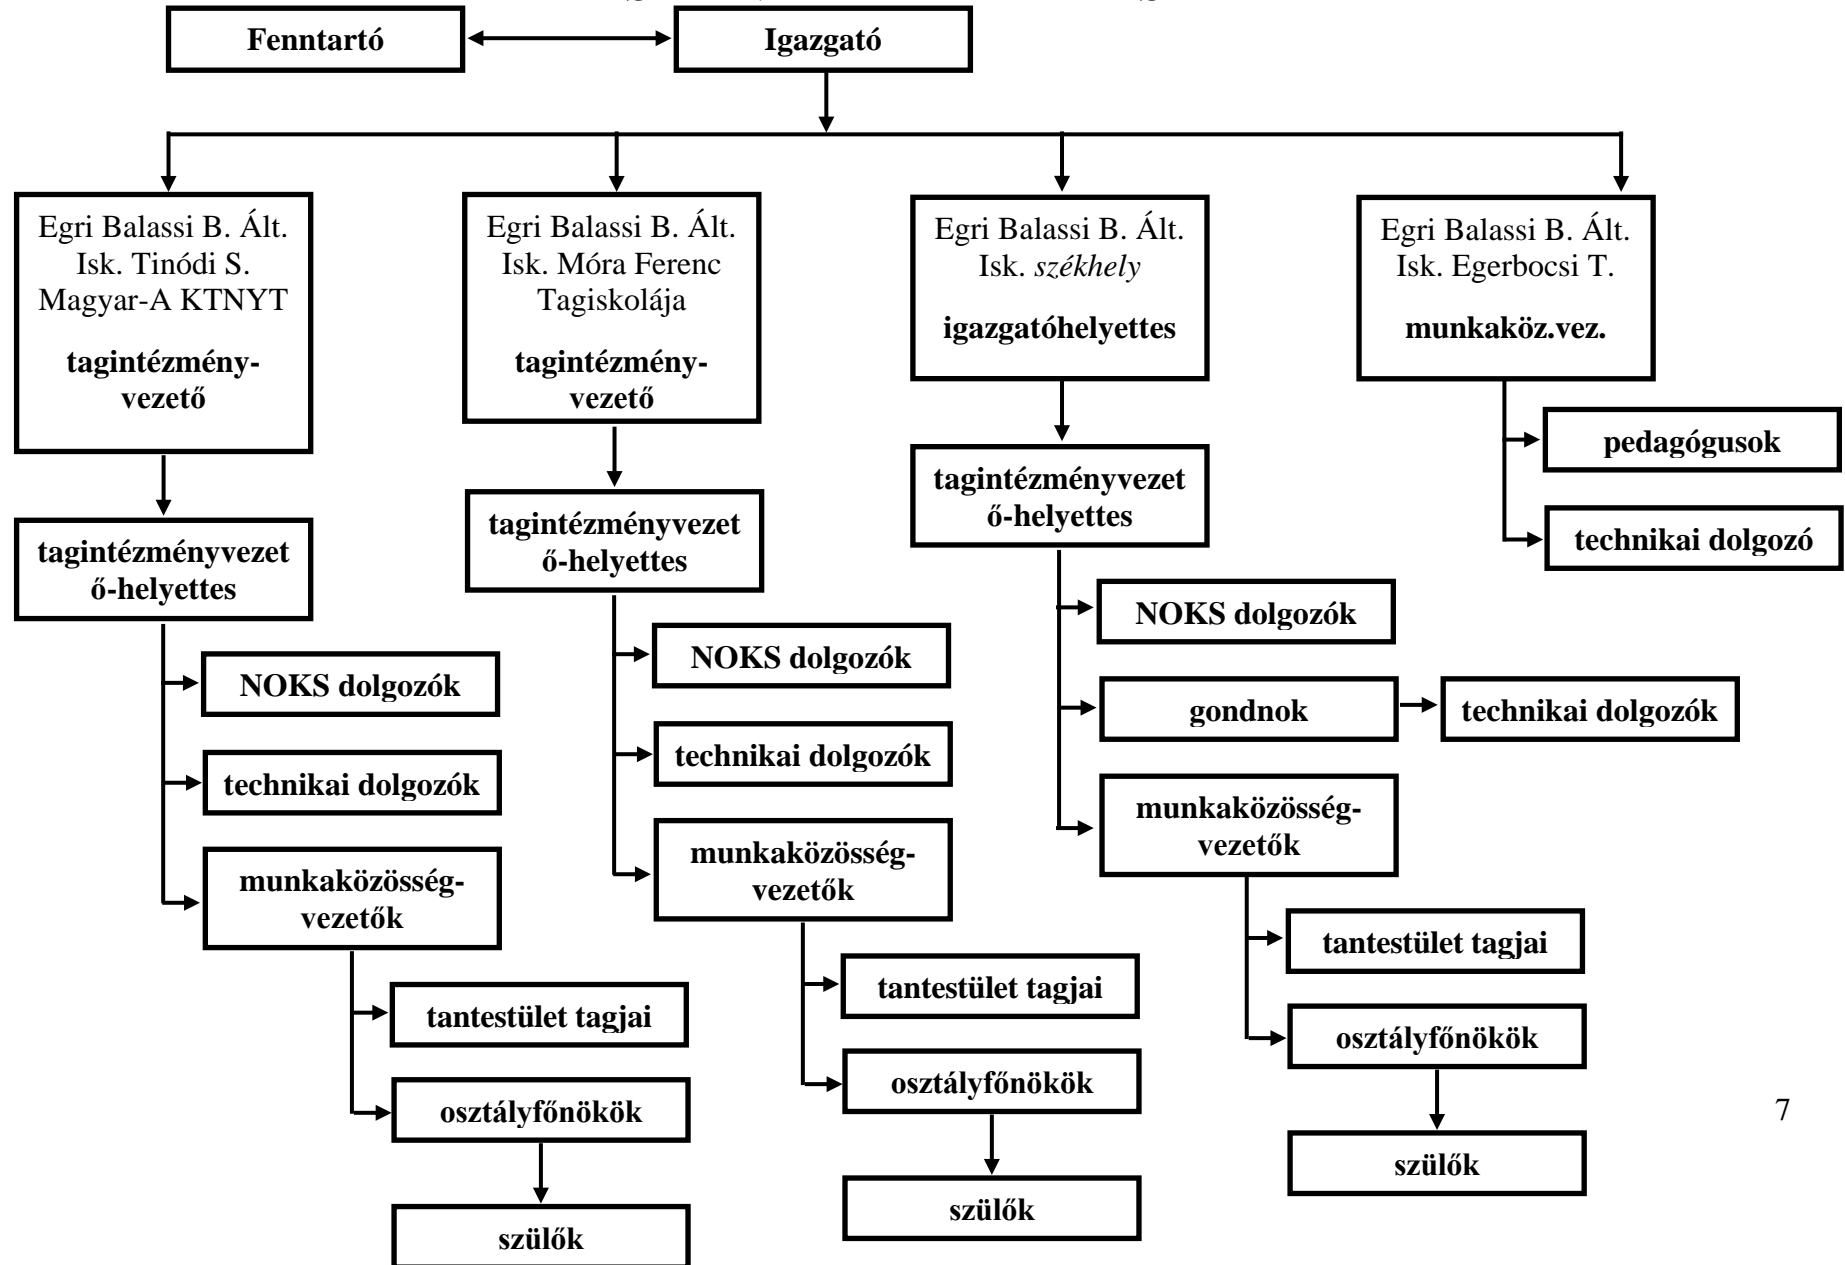 Fenntartó
Igazgató
Egri Balassi B. Ált.
Isk. Tinódi S.
Magyar-A KTNYT
tagintézmény-
vezető
Egri Balassi B. Ált.
Isk. Móra Ferenc
Tagiskolája
tagintézmény-
vezető
Egri Balassi B. Ált.
Isk. székhely
igazgatóhelyettes
Egri Balassi B. Ált.
Isk. Egerbocsi T.
munkaköz.vez.
tagintézményvezet
ő-helyettes
NOKS dolgozók
technikai dolgozók
munkaközösség-
vezetők
tantestület tagjai
osztályfőnökök
szülők
tagintézményvezet
ő-helyettes
NOKS dolgozók
technikai dolgozók
munkaközösség-
vezetők
tantestület tagjai
osztályfőnökök
szülők
tagintézményvezet
ő-helyettes
NOKS dolgozók
gondnok
technikai dolgozók
munkaközösség-
vezetők
tantestület tagjai
osztályfőnökök
szülők
pedagógusok
technikai dolgozó
7